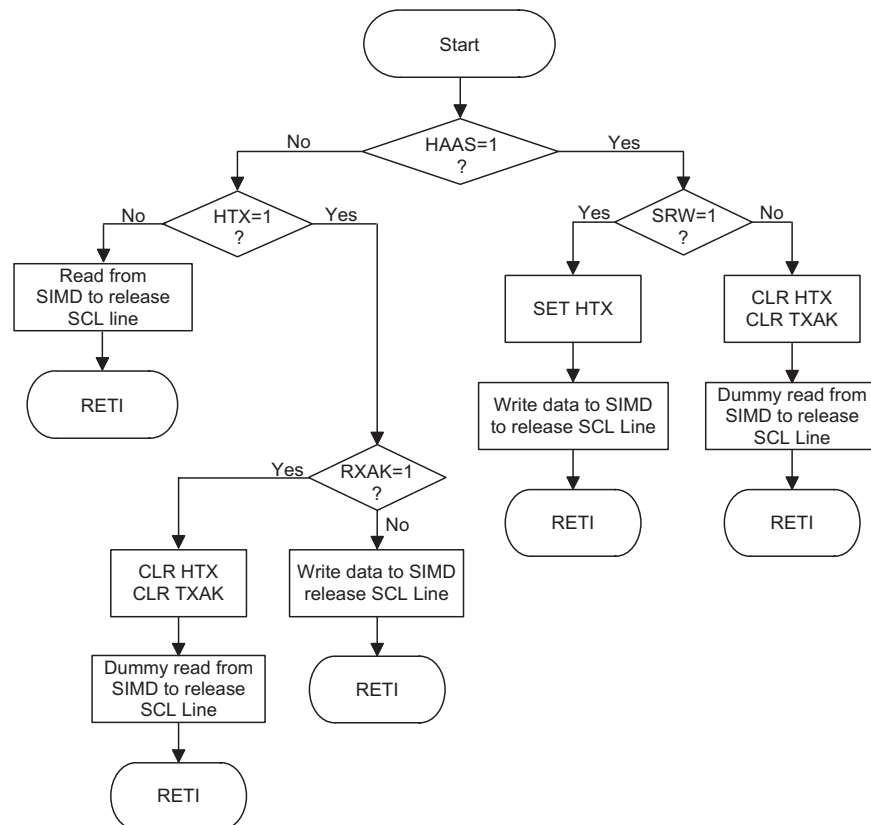 Start
HAAS=1
?
No
Yes
HTX=1
?
No
Yes
SRW=1
?
Yes
No
Read from
SIMD to release
SCL line
RETI
SET HTX
Write data to SIMD
to release SCL Line
RETI
CLR HTX
CLR TXAK
Dummy read from
SIMD to release
SCL Line
RETI
RXAK=1
?
Yes
No
CLR HTX
CLR TXAK
Dummy read from
SIMD to release
SCL Line
RETI
Write data to SIMD
release SCL Line
RETI